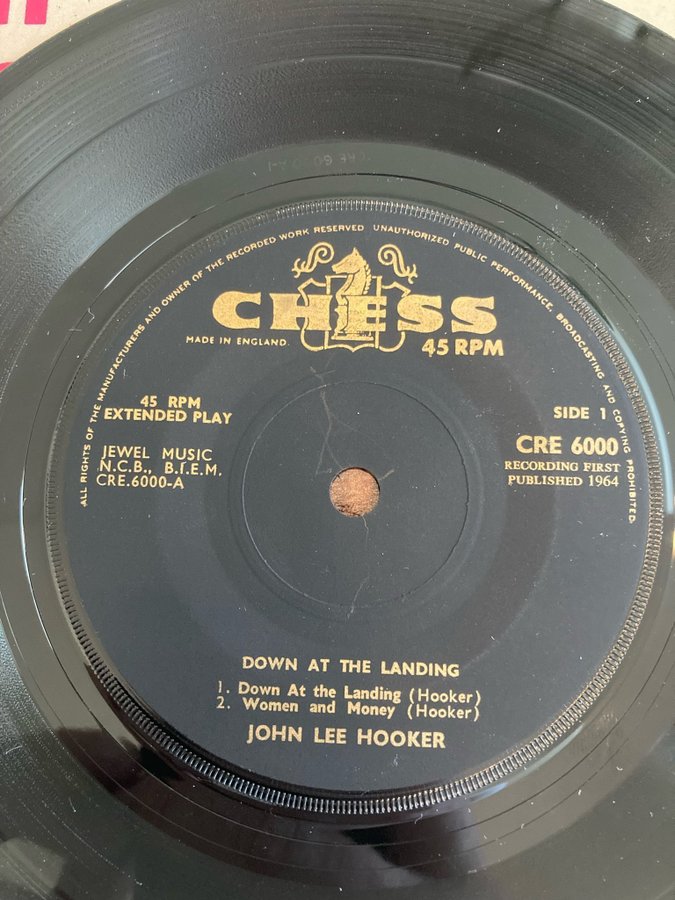 ALL RIGHTS OF THE MANUFACTURERS AND OWNER OF THE RECORDED WORK RESERVED UNAUTHORIZED PUBLIC PERFORMANCE, BROADCASTING AND COPYING PROHIBITED.
CHESS
MADE IN ENGLAND.
45 RPM
45 RPM
EXTENDED PLAY
SIDE 1
JEWEL MUSIC
N.C.B., B.I.E.M.
CRE.6000-A
CRE 6000
RECORDING FIRST
PUBLISHED 1964
DOWN AT THE LANDING
1. Down At the Landing (Hooker)
2. Women and Money (Hooker)
JOHN LEE HOOKER